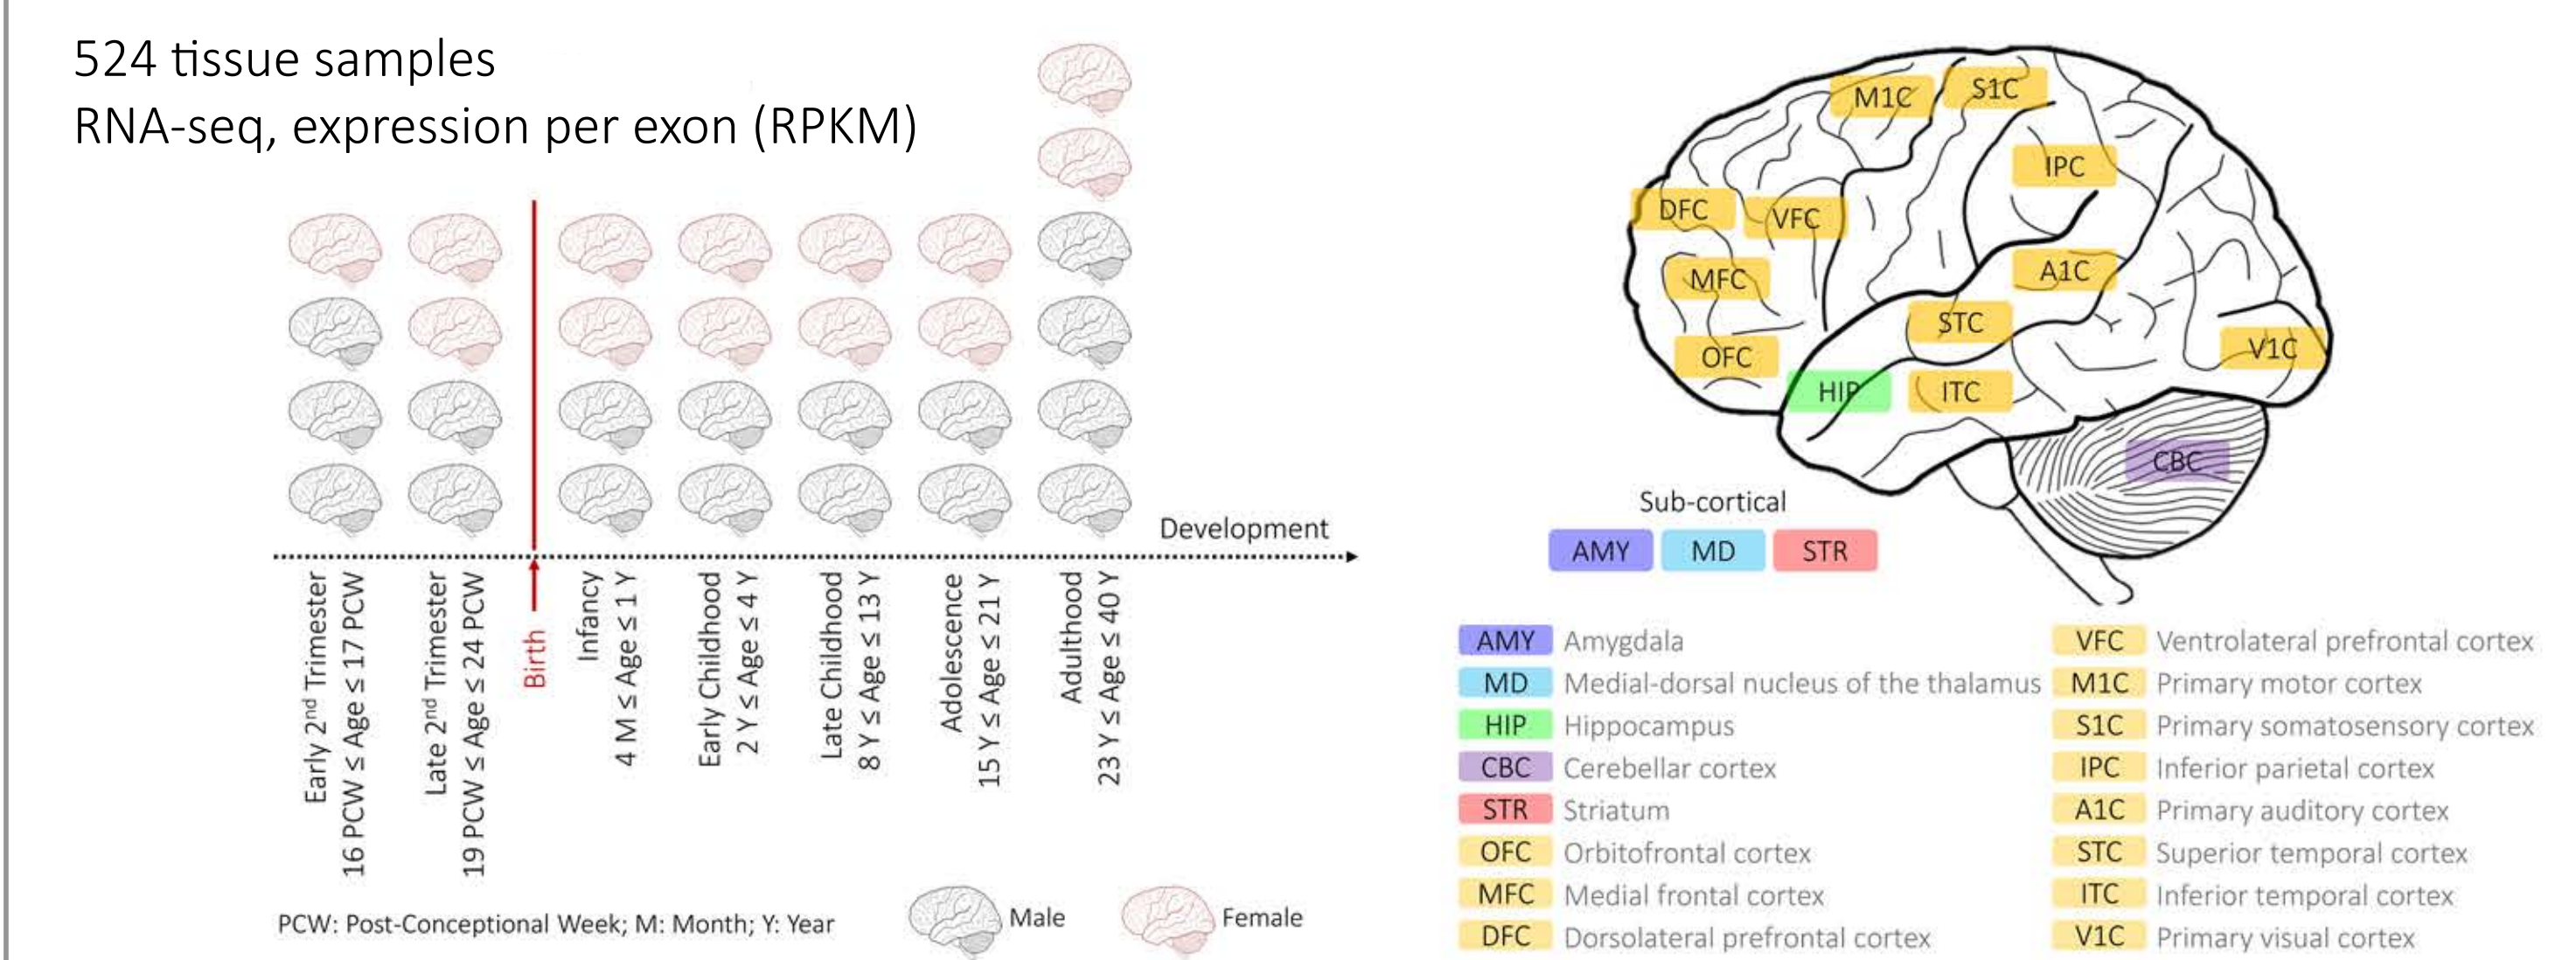 524 tissue samples
RNA-seq, expression per exon (RPKM)
Development
Early 2nd Trimester
16 PCW ≤ Age ≤ 17 PCW
Late 2nd Trimester
19 PCW ≤ Age ≤ 24 PCW
Birth
Infancy
4 M ≤ Age ≤ 1 Y
Early Childhood
2 Y ≤ Age ≤ 4 Y
Late Childhood
8 Y ≤ Age ≤ 13 Y
Adolescence
15 Y ≤ Age ≤ 21 Y
Adulthood
23 Y ≤ Age ≤ 40 Y
PCW: Post-Conceptional Week; M: Month; Y: Year
Male
Female
M1C
S1C
IPC
DFC
VFC
A1C
MFC
STC
V1C
OFC
HIP
ITC
CBC
Sub-cortical
AMY
MD
STR
AMY Amygdala
MD Medial-dorsal nucleus of the thalamus
HIP Hippocampus
CBC Cerebellar cortex
STR Striatum
OFC Orbitofrontal cortex
MFC Medial frontal cortex
DFC Dorsolateral prefrontal cortex
VFC Ventrolateral prefrontal cortex
M1C Primary motor cortex
S1C Primary somatosensory cortex
IPC Inferior parietal cortex
A1C Primary auditory cortex
STC Superior temporal cortex
ITC Inferior temporal cortex
V1C Primary visual cortex